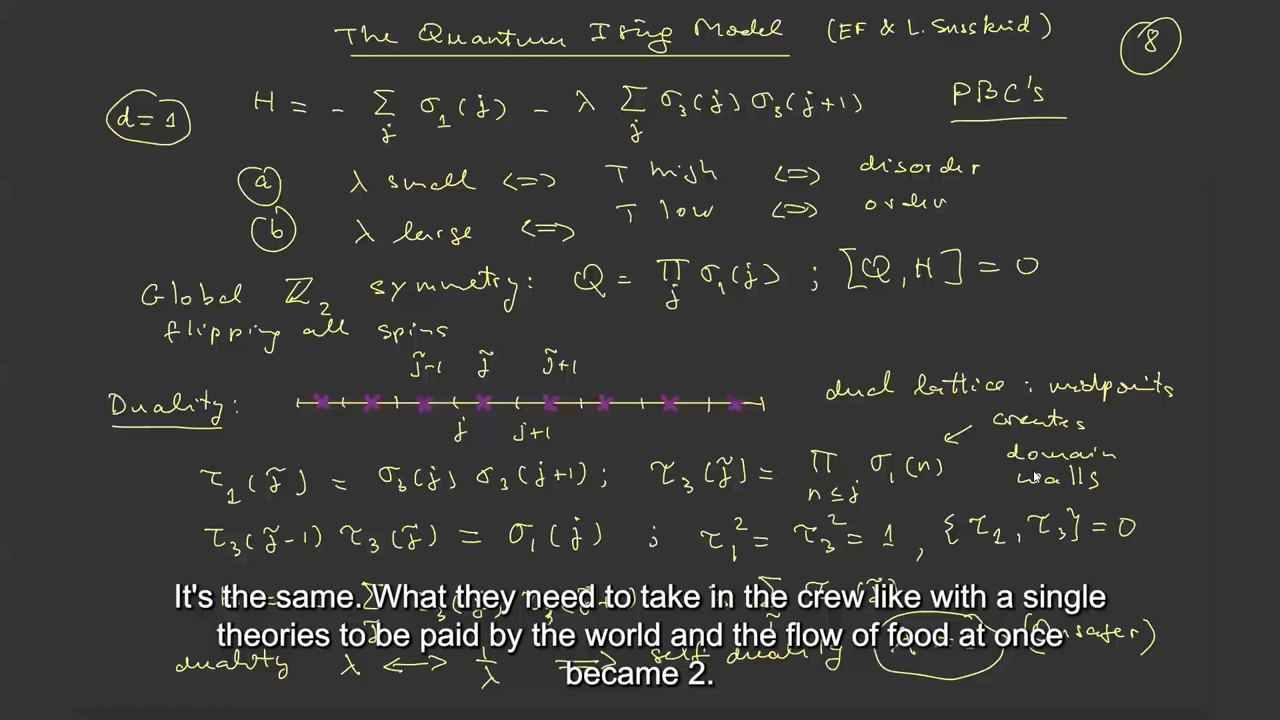 The Quantum Ising Model (EF & L. Susskind) 8
d=1 H = - Σ_j σ₁(j) - λ Σ_j σ₃(j) σ₃(j+1) PBC's
a λ small <=> T high <=> disorder
b λ large <=> T low <=> order
Global ℤ₂ symmetry: Q = Π_j σ₁(j) ; [Q, H] = 0
flipping all spins
j̃-1 j̃ j̃+1
Duality: dual lattice: midpoints
j j+1
creates
domain
walls
τ₁(j̃) = σ₃(j) σ₃(j+1); τ₃(j̃) = Π_{n≤j} σ₁(n)
τ₃(j̃-1) τ₃(j̃) = σ₁(j) ; τ₁² = τ₃² = 1, {τ₁, τ₃} = 0
It's the same. What they need to take in the crew like with a single
theories to be paid by the world and the flow of food at once
became 2.
duality λ <-> 1/λ => self duality